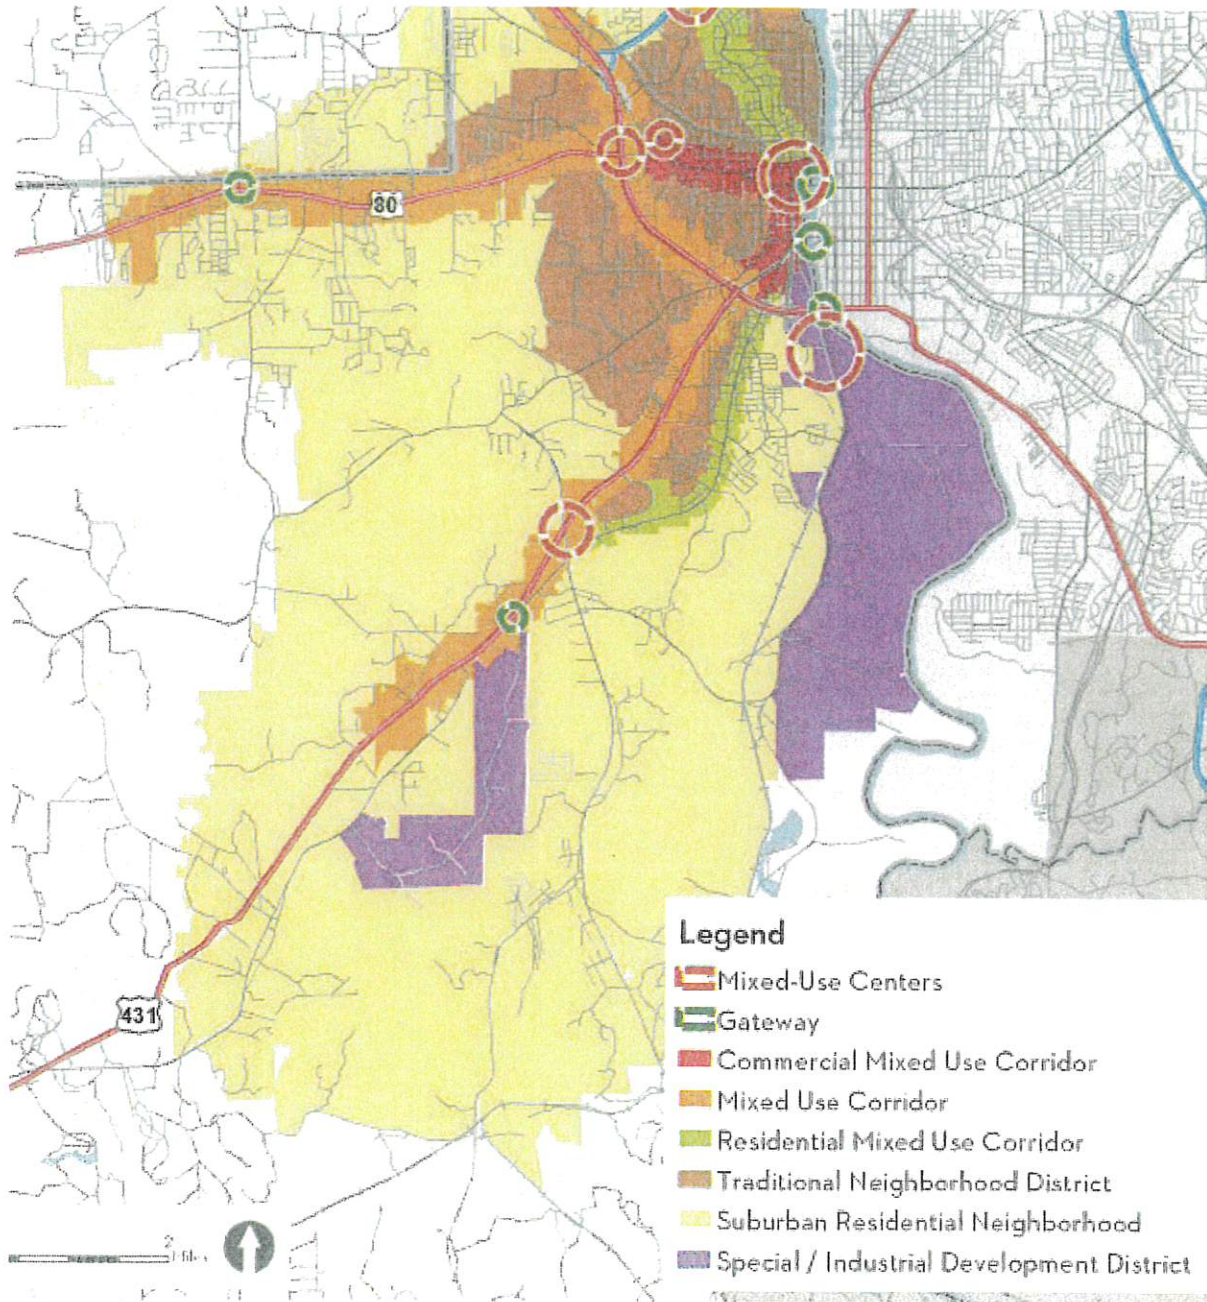 80
431
Legend
Mixed-Use Centers
Gateway
Commercial Mixed Use Corridor
Mixed Use Corridor
Residential Mixed Use Corridor
Traditional Neighborhood District
Suburban Residential Neighborhood
Special / Industrial Development District
2
Miles